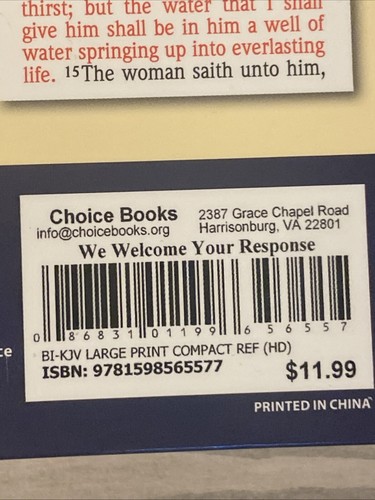 thirst; but the water that I shall
give him shall be in him a well of
water springing up into everlasting
life. 15The woman saith unto him,
Choice Books
info@choicebooks.org
2387 Grace Chapel Road
Harrisonburg, VA 22801
We Welcome Your Response
0 86831 01199 6 56557
BI-KJV LARGE PRINT COMPACT REF (HD)
ISBN: 9781598565577
$11.99
PRINTED IN CHINA